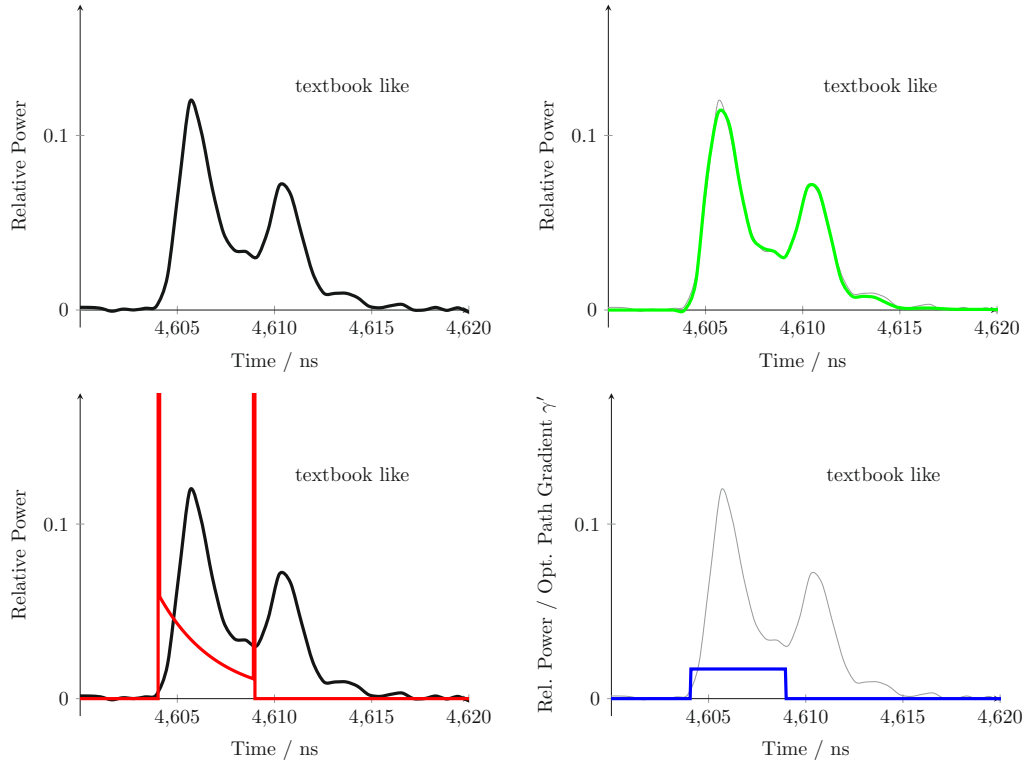 Relative Power
0.1
0
textbook like
4,605
4,610
4,615
4,620
Time / ns
Relative Power
0.1
0
textbook like
4,605
4,610
4,615
4,620
Time / ns
Relative Power
0.1
0
textbook like
4,605
4,610
4,615
4,620
Time / ns
Rel. Power / Opt. Path Gradient γ′
0.1
0
textbook like
4,605
4,610
4,615
4,620
Time / ns